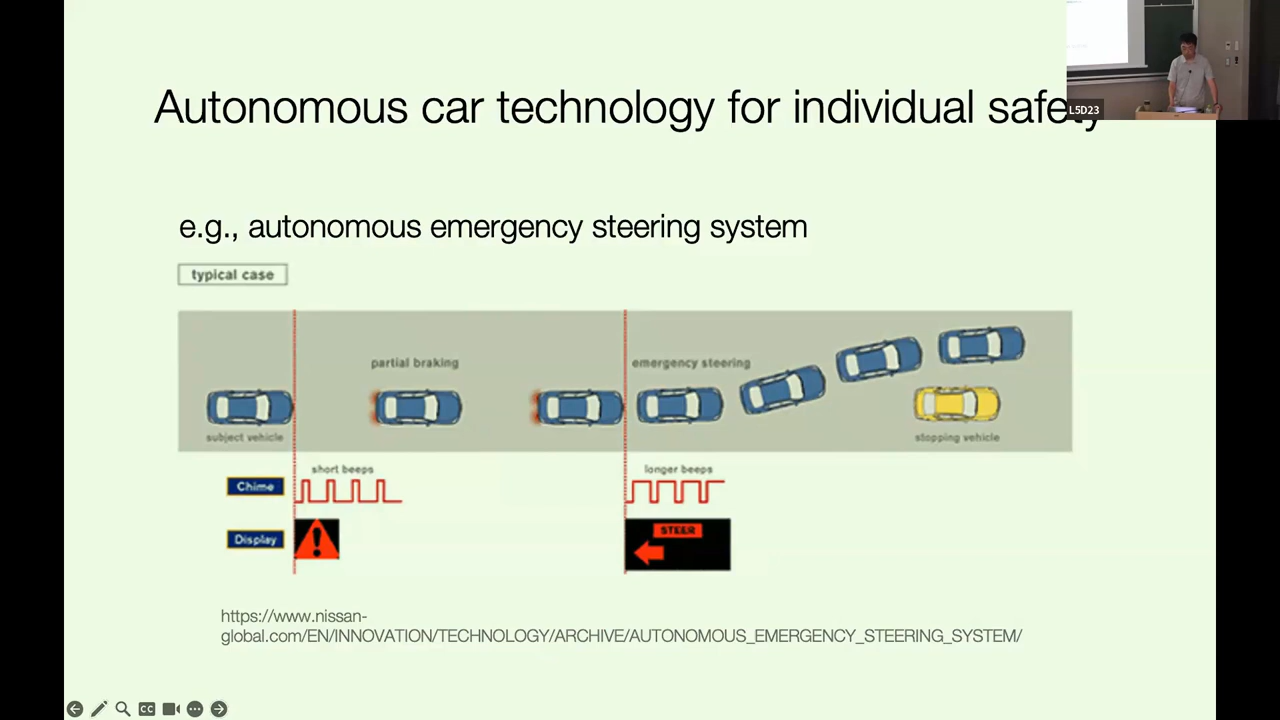 Autonomous car technology for individual safety
L5D23
e.g., autonomous emergency steering system
typical case
partial braking
emergency steering
subject vehicle
stopping vehicle
short beeps
longer beeps
Chime
Display
STEER
https://www.nissan-
global.com/EN/INNOVATION/TECHNOLOGY/ARCHIVE/AUTONOMOUS_EMERGENCY_STEERING_SYSTEM/
CC